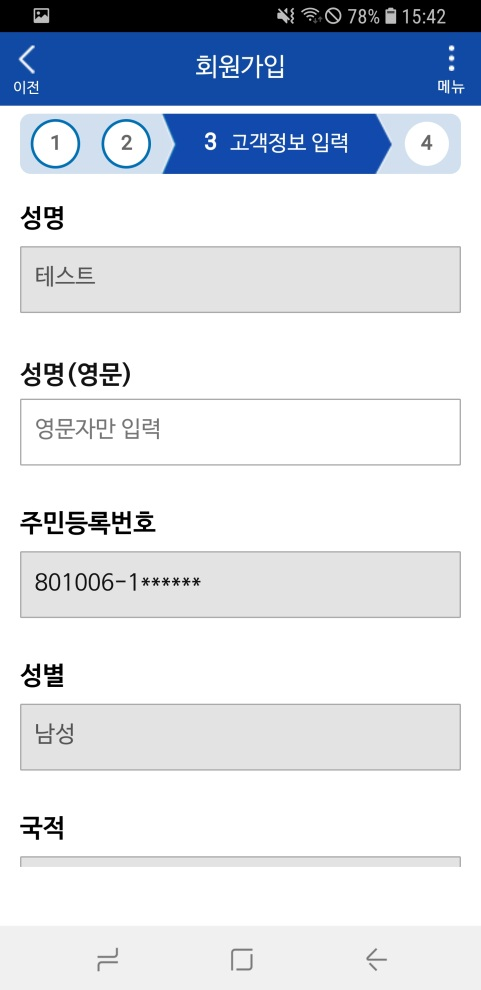 78% 15:42
이전 회원가입 메뉴
1 2 3 고객정보 입력 4
성명
테스트
성명(영문)
영문자만 입력
주민등록번호
801006-1******
성별
남성
국적